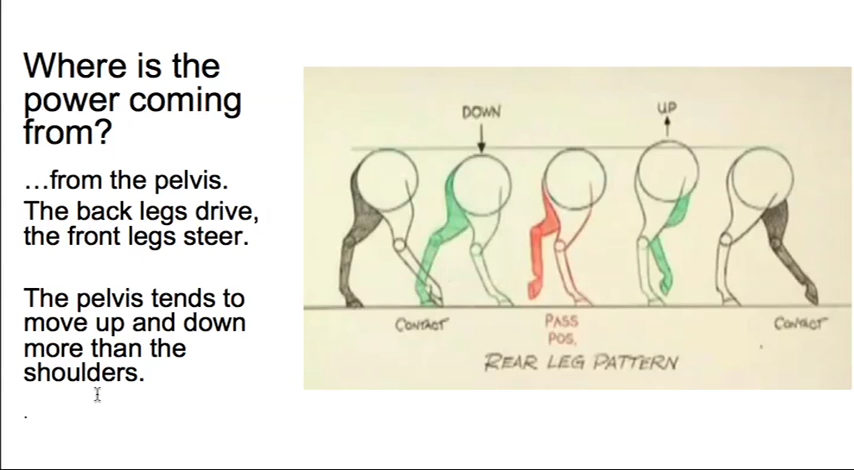 Where is the
power coming
from?
…from the pelvis.
The back legs drive,
the front legs steer.
The pelvis tends to
move up and down
more than the
shoulders.
.
DOWN
UP
CONTACT
PASS
POS.
CONTACT
REAR LEG PATTERN